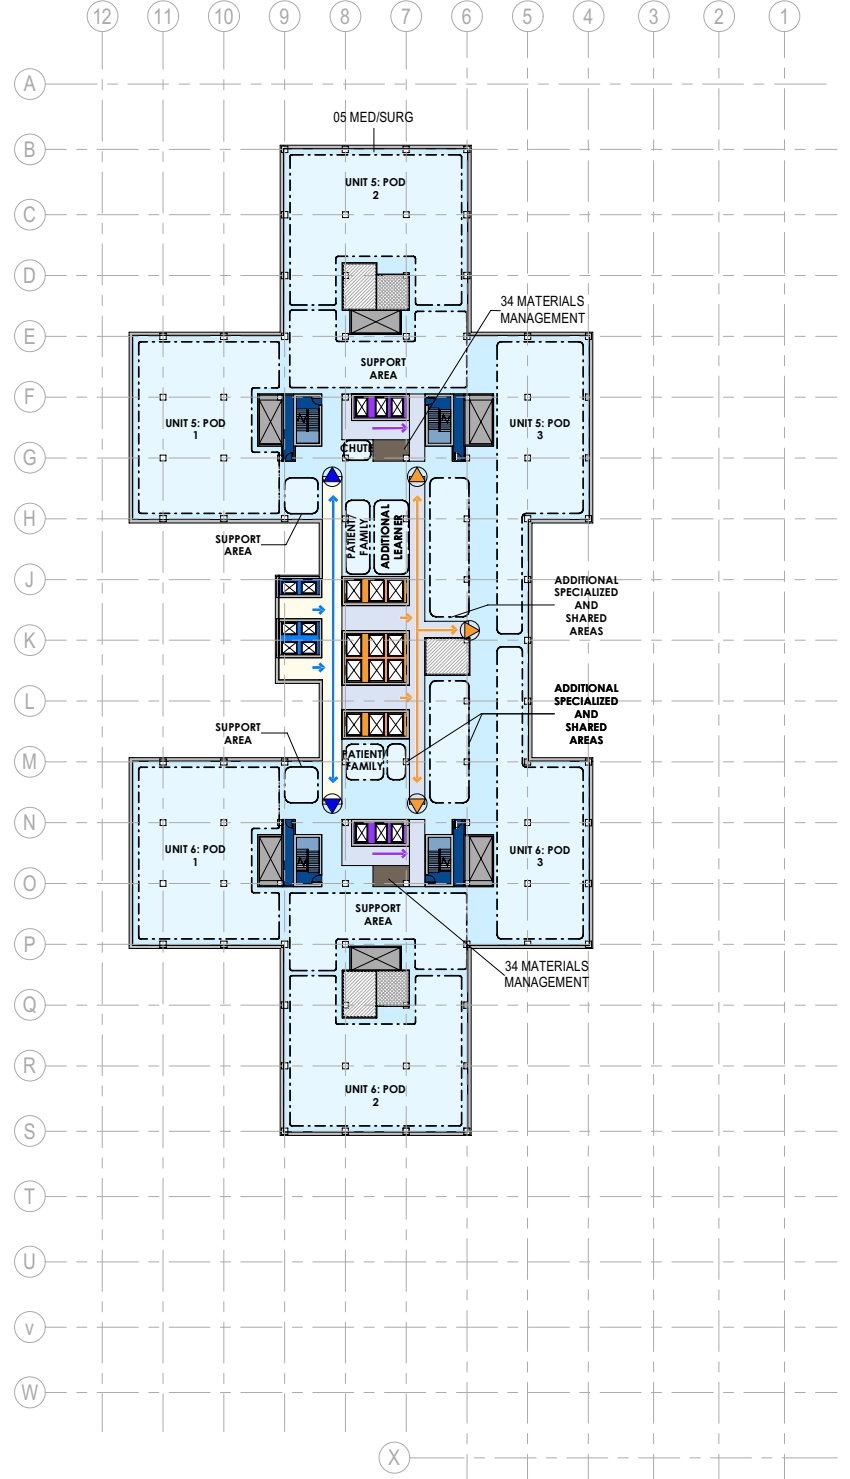 12 11 10 9 8 7 6 5 4 3 2 1
A
05 MED/SURG
B
UNIT 5: POD
2
C
D
34 MATERIALS
MANAGEMENT
E
SUPPORT
AREA
F
UNIT 5: POD
1
UNIT 5: POD
3
CHUTE
G
H
PATIENT
FAMILY
ADDITIONAL
LEARNER
SUPPORT
AREA
J
ADDITIONAL
SPECIALIZED
AND
SHARED
AREAS
K
L
ADDITIONAL
SPECIALIZED
AND
SHARED
AREAS
SUPPORT
AREA
M
PATIENT
FAMILY
N
UNIT 6: POD
1
UNIT 6: POD
3
O
SUPPORT
AREA
P
34 MATERIALS
MANAGEMENT
Q
R
UNIT 6: POD
2
S
T
U
V
W
X